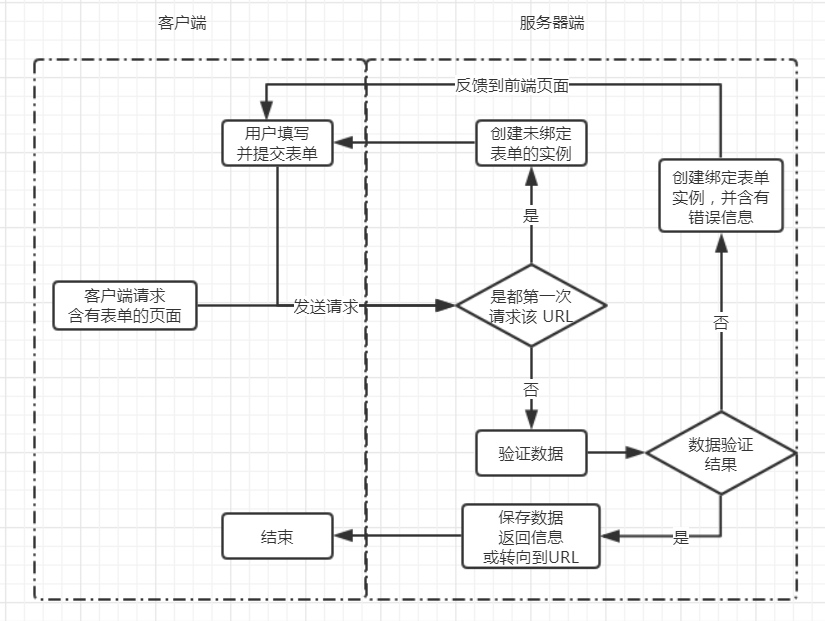 客户端
服务器端
反馈到前端页面
用户填写
并提交表单
创建未绑定
表单的实例
创建绑定表单
实例，并含有
错误信息
是
客户端请求
含有表单的页面
发送请求
是都第一次
请求该 URL
否
否
验证数据
数据验证
结果
结束
保存数据
返回信息
或转向到URL
是